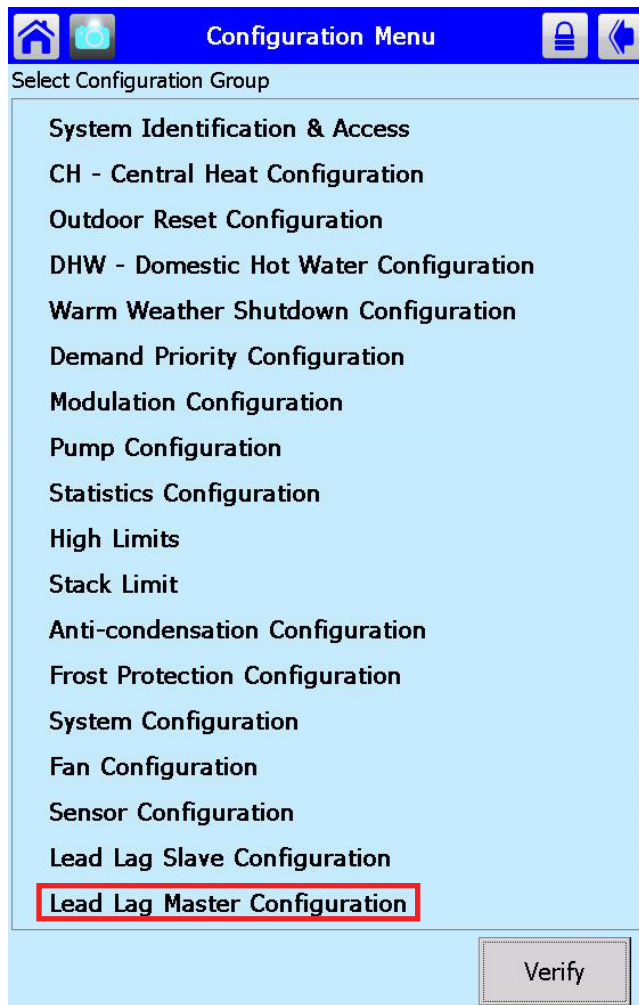 Configuration Menu
Select Configuration Group
System Identification & Access
CH - Central Heat Configuration
Outdoor Reset Configuration
DHW - Domestic Hot Water Configuration
Warm Weather Shutdown Configuration
Demand Priority Configuration
Modulation Configuration
Pump Configuration
Statistics Configuration
High Limits
Stack Limit
Anti-condensation Configuration
Frost Protection Configuration
System Configuration
Fan Configuration
Sensor Configuration
Lead Lag Slave Configuration
Lead Lag Master Configuration
Verify